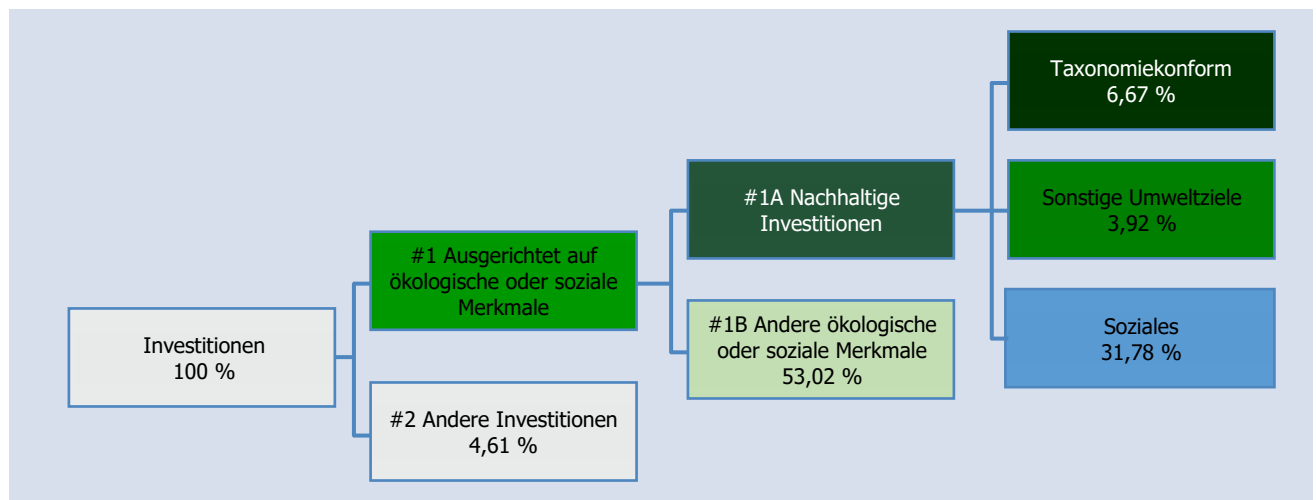 Investitionen
100 %
#1 Ausgerichtet auf
ökologische oder soziale
Merkmale
#2 Andere Investitionen
4,61 %
#1A Nachhaltige
Investitionen
#1B Andere ökologische
oder soziale Merkmale
53,02 %
Taxonomiekonform
6,67 %
Sonstige Umweltziele
3,92 %
Soziales
31,78 %